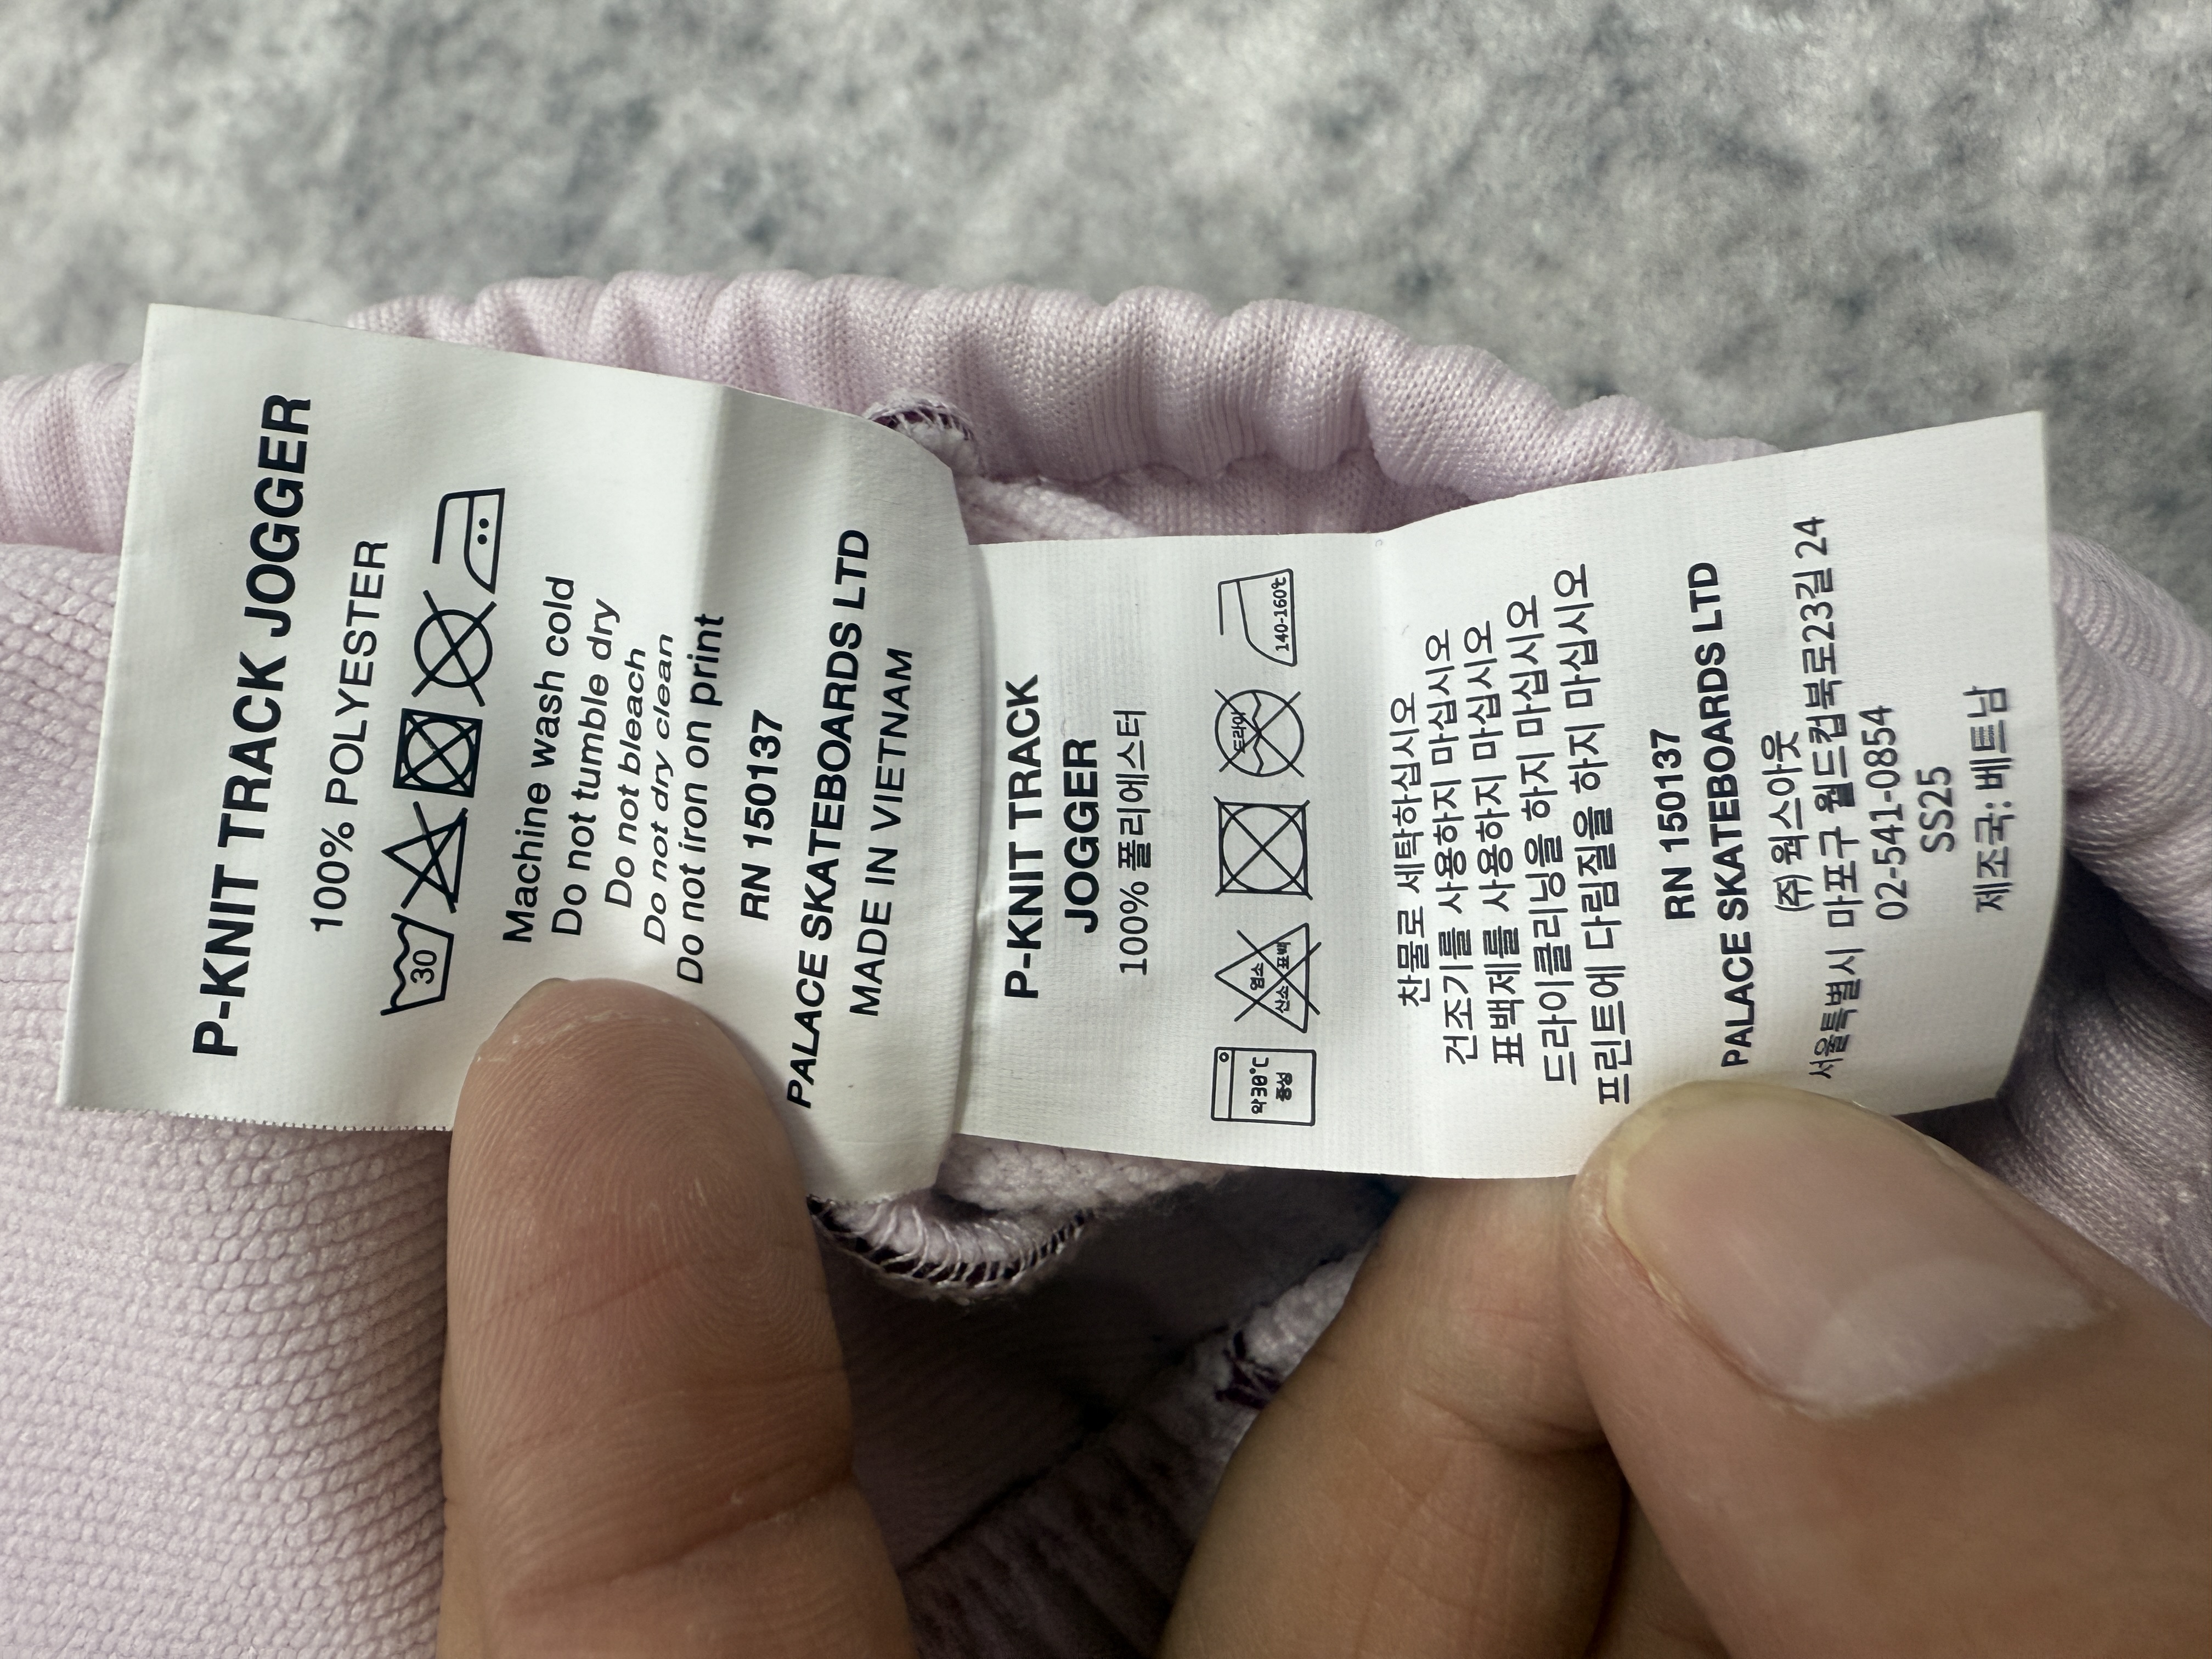 P-KNIT TRACK JOGGER
100% POLYESTER
30
Machine wash cold
Do not tumble dry
Do not bleach
Do not dry clean
Do not iron on print
RN 150137
PALACE SKATEBOARDS LTD
MADE IN VIETNAM
P-KNIT TRACK
JOGGER
100% 폴리에스터
약30℃
중성
염소 표백
산소 표백
드라이
140-160℃
찬물로 세탁하십시오
건조기를 사용하지 마십시오
표백제를 사용하지 마십시오
드라이클리닝을 하지 마십시오
프린트에 다림질을 하지 마십시오
RN 150137
PALACE SKATEBOARDS LTD
(주) 웍스아웃
서울특별시 마포구 월드컵북로23길 24
02-541-0854
SS25
제조국: 베트남